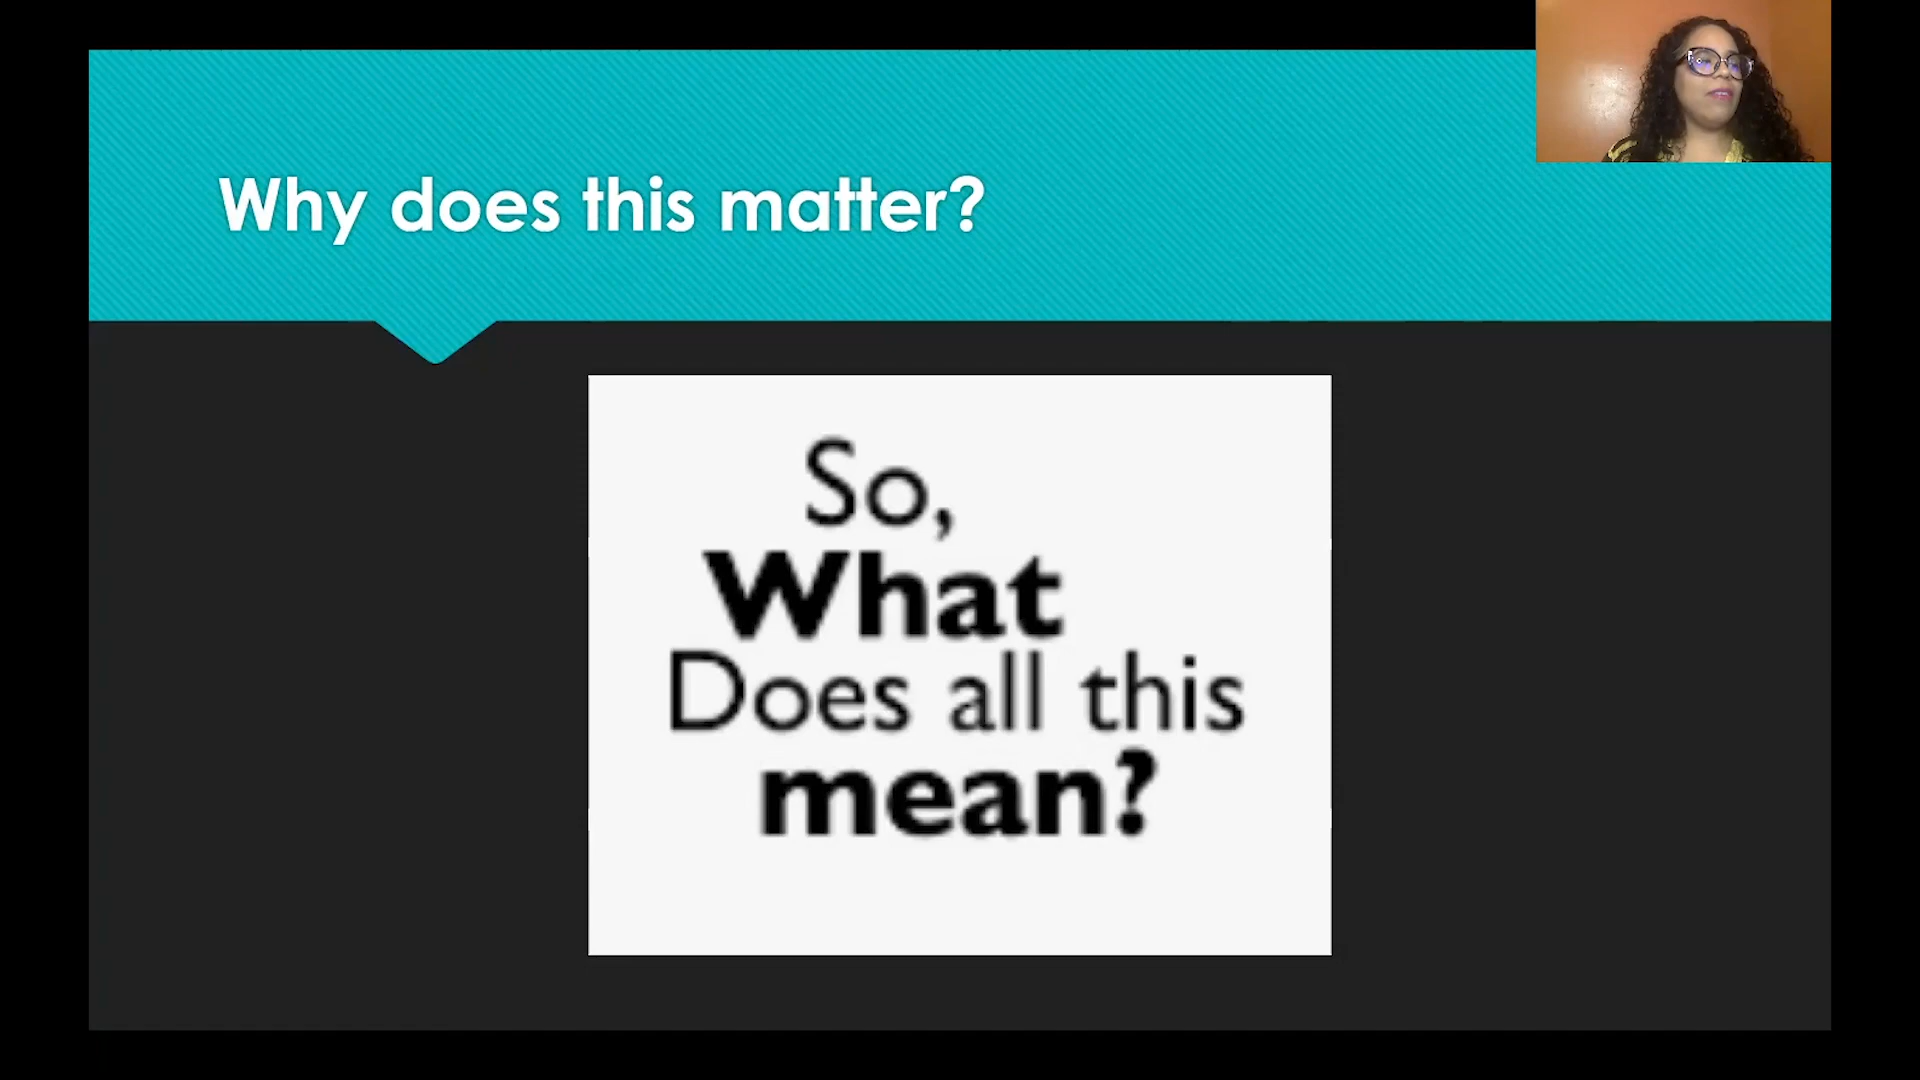 Why does this matter?
So,
What
Does all this
mean?